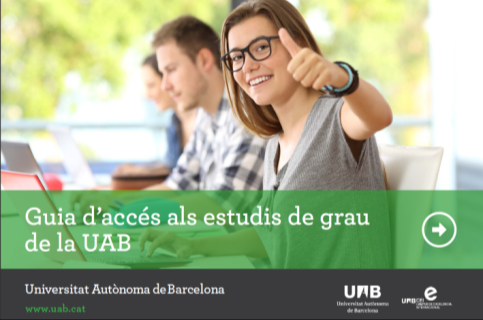 Guia d'accés als estudis de grau
de la UAB
Universitat Autònoma de Barcelona
www.uab.cat
UAB
Universitat Autònoma
de Barcelona